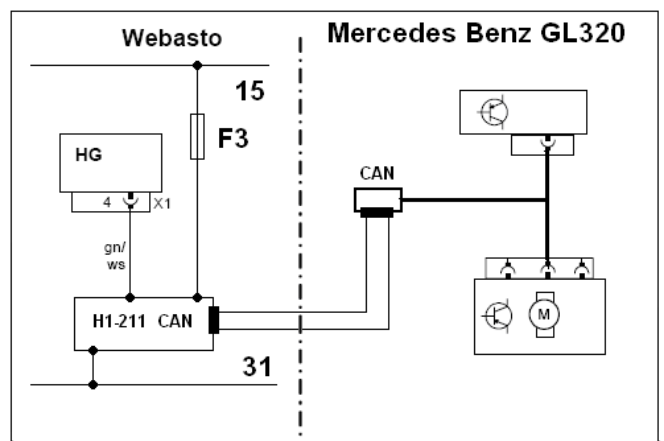 Webasto
Mercedes Benz GL320
15
F3
HG
4 X1
CAN
gn/
ws
H1-211 CAN
M
31